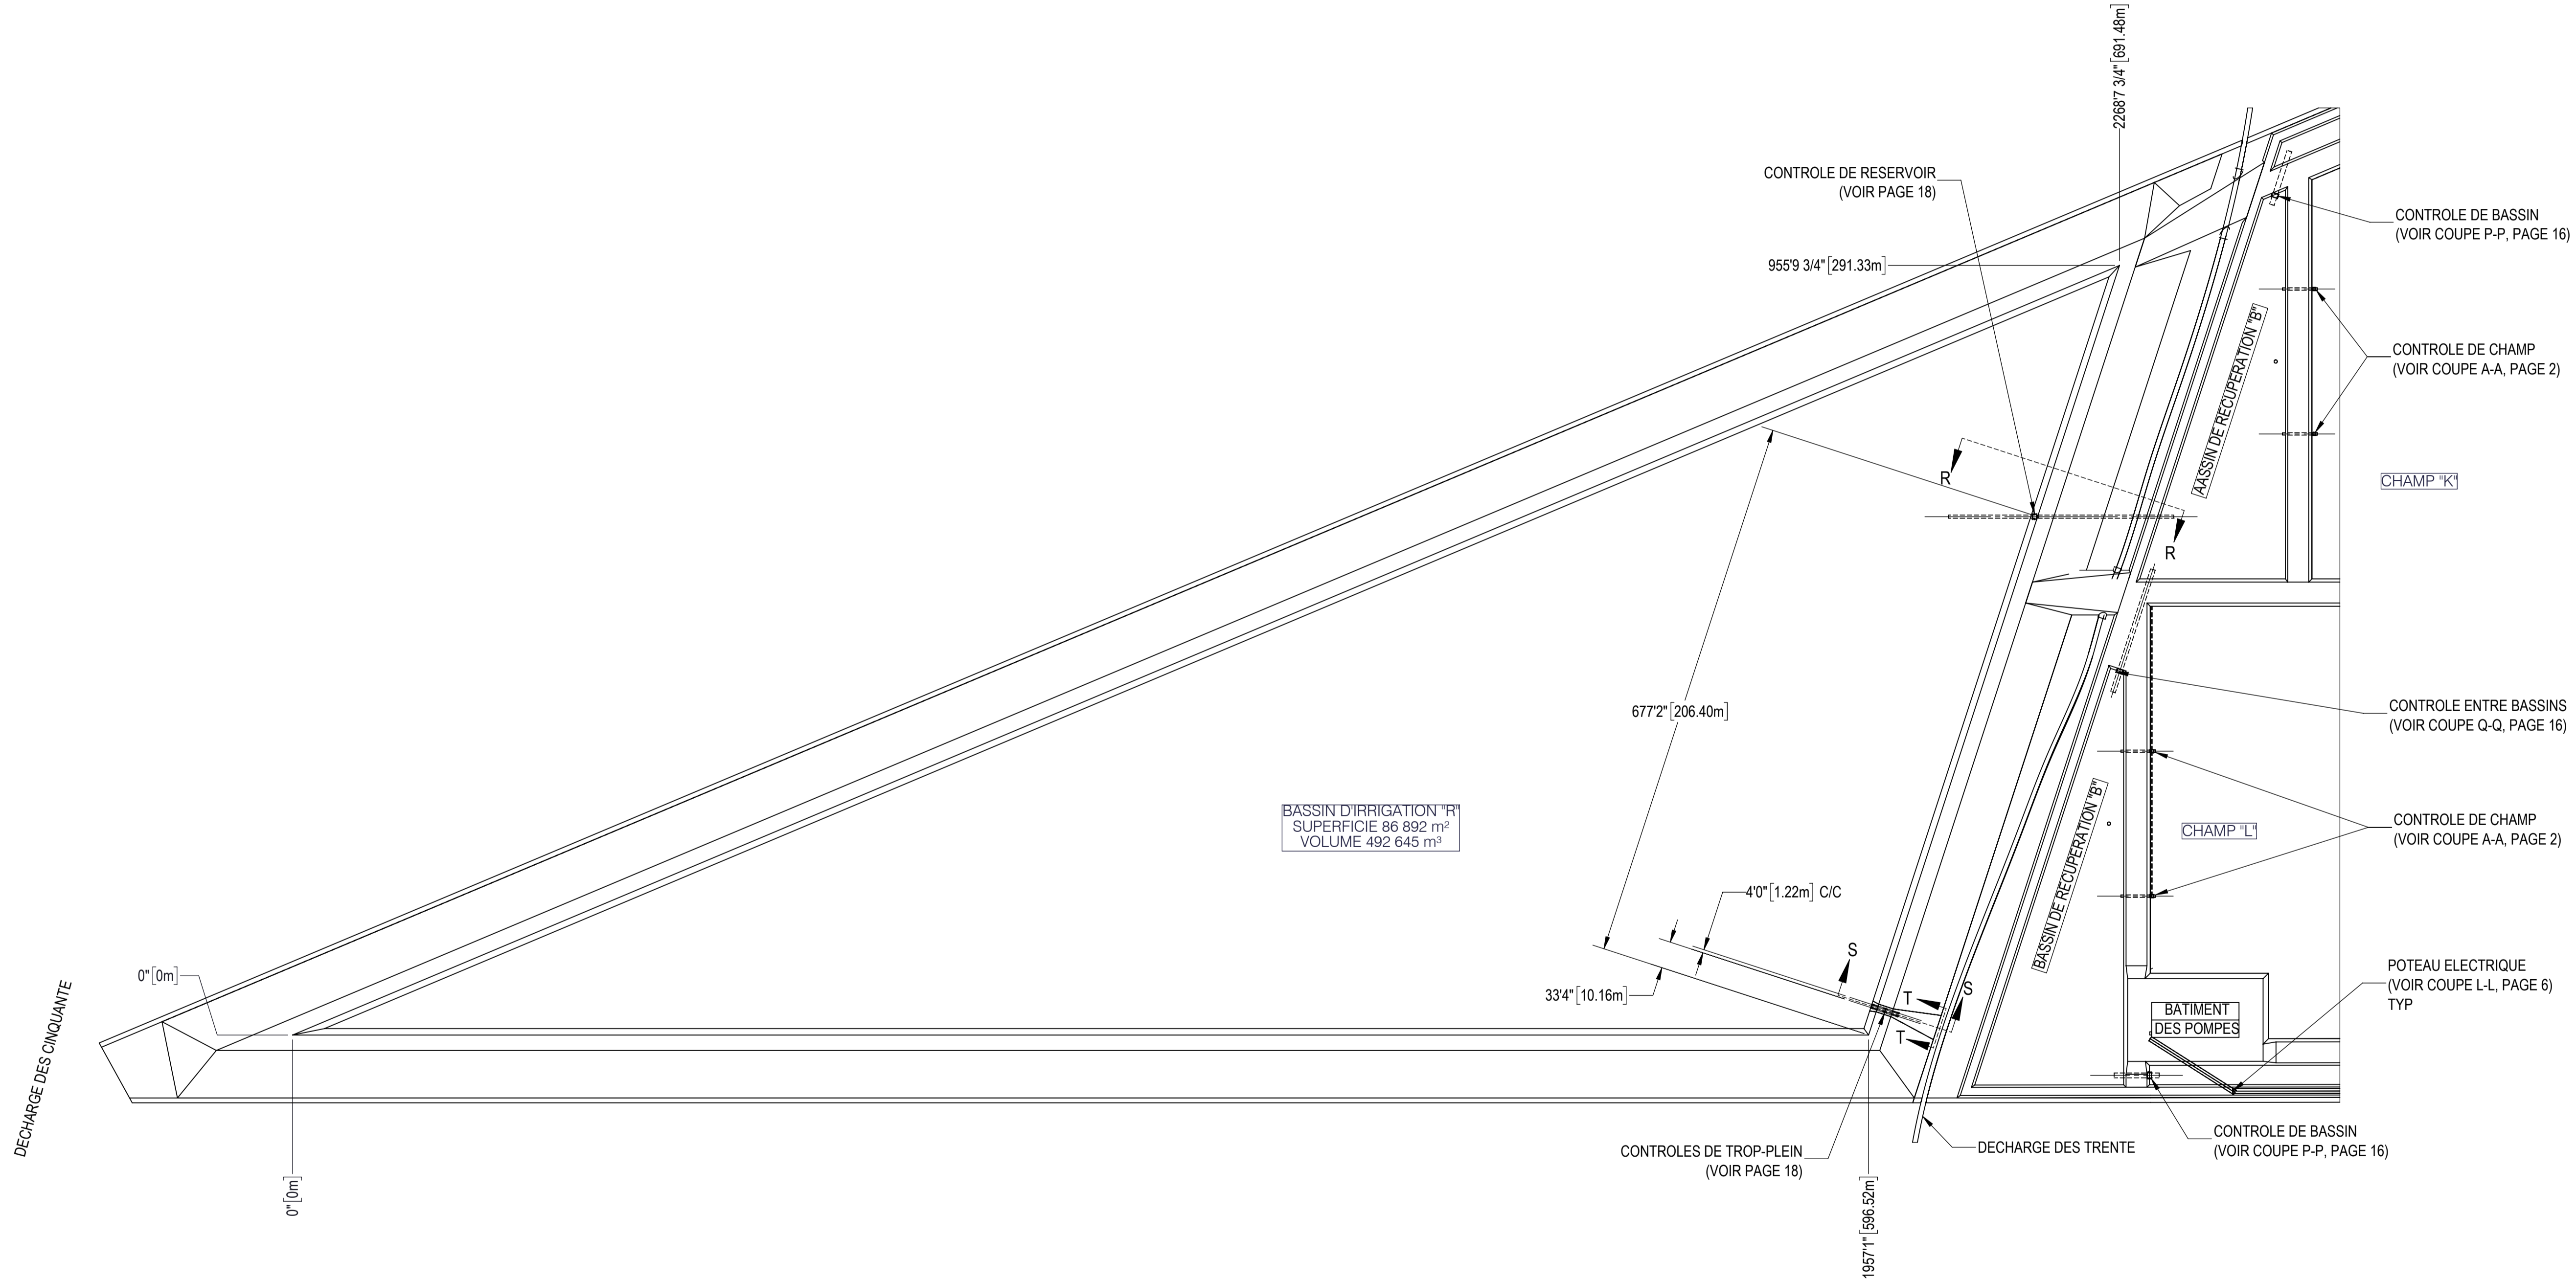 2268'7 3/4" [691.48m]
CONTROLE DE RESERVOIR
(VOIR PAGE 18)
CONTROLE DE BASSIN
(VOIR COUPE P-P, PAGE 16)
955'9 3/4" [291.33m]
AASSIN DE RECUPERATION "B"
CONTROLE DE CHAMP
(VOIR COUPE A-A, PAGE 2)
R
CHAMP "K"
R
677'2" [206.40m]
CONTROLE ENTRE BASSINS
(VOIR COUPE Q-Q, PAGE 16)
BASSIN D'IRRIGATION "R"
SUPERFICIE 86 892 m²
VOLUME 492 645 m³
BASSIN DE RECUPERATION "B"
CHAMP "L"
CONTROLE DE CHAMP
(VOIR COUPE A-A, PAGE 2)
4'0" [1.22m] C/C
S
0" [0m]
DECHARGE DES CINQUANTE
33'4" [10.16m]
T
S
T
POTEAU ELECTRIQUE
(VOIR COUPE L-L, PAGE 6)
TYP
BATIMENT
DES POMPES
CONTROLES DE TROP-PLEIN
(VOIR PAGE 18)
DECHARGE DES TRENTE
CONTROLE DE BASSIN
(VOIR COUPE P-P, PAGE 16)
0" [0m]
1957'1" [596.52m]